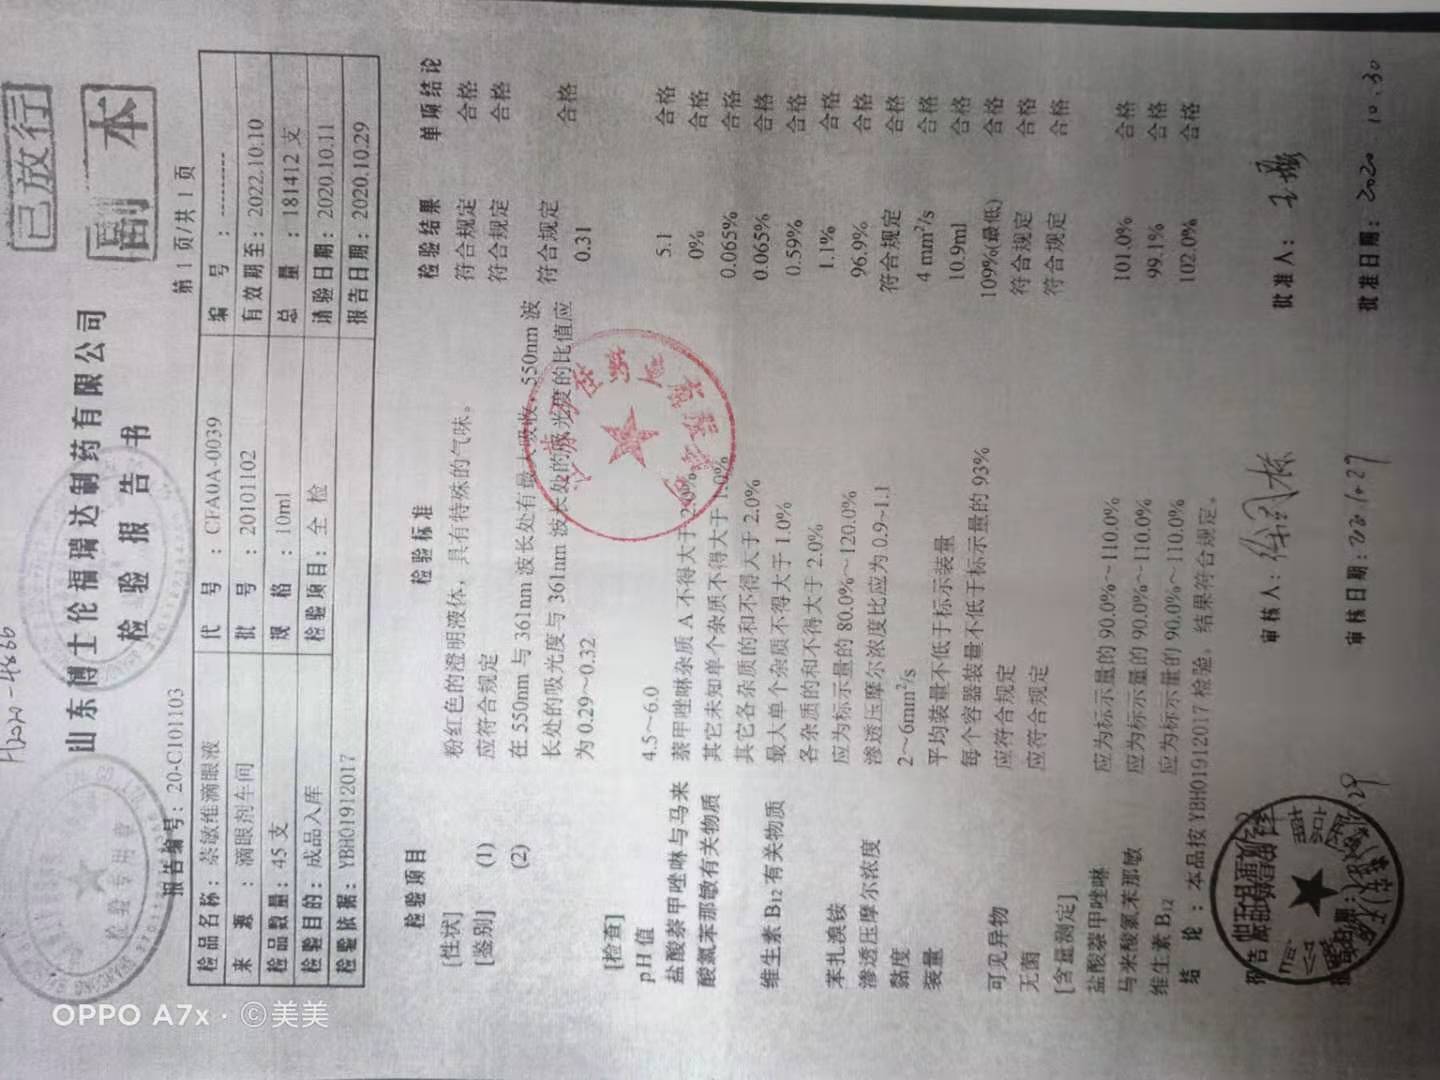 已放行
副本
H2020-4866
山东博士伦福瑞达制药有限公司
检验报告书
报告编号：20-C101103
第1页/共1页
检品名称：萘敏维滴眼液 代号：CPA0A-0039 编号：---------
来源：滴眼剂车间 批号：20101102 有效期至：2022.10.10
检品数量：45支 规格：10ml 总量：181412支
检验目的：成品入库 检验项目：全检 请验日期：2020.10.11
检验依据：YBH01912017 报告日期：2020.10.29
检验项目 检验标准 检验结果 单项结论
[性状] 粉红色的澄明液体，具有特殊的气味。 符合规定 合格
[鉴别] (1) 应符合规定 符合规定 合格
(2) 在550nm与361nm波长处有最大吸收，550nm波
长处的吸光度与361nm波长处的吸光度的比值应 符合规定 合格
为0.29～0.32 0.31
[检查]
pH值 4.5～6.0 5.1 合格
盐酸萘甲唑啉与马来 萘甲唑啉杂质A不得大于2.0% 0% 合格
酸氯苯那敏有关物质 其它未知单个杂质不得大于1.0% 0.065% 合格
其它各杂质的和不得大于2.0% 0.065% 合格
维生素B12有关物质 最大单个杂质不得大于1.0% 0.59% 合格
各杂质的和不得大于2.0% 1.1% 合格
苯扎溴铵 应为标示量的80.0%～120.0% 96.9% 合格
渗透压摩尔浓度 渗透压摩尔浓度比应为0.9~1.1 符合规定 合格
黏度 2～6mm²/s 4 mm²/s 合格
装量 平均装量不低于标示装量 10.9ml 合格
每个容器装量不低于标示量的93% 109%(最低) 合格
可见异物 应符合规定 符合规定 合格
无菌 应符合规定 符合规定 合格
[含量测定]
盐酸萘甲唑啉 应为标示量的90.0%～110.0% 101.0% 合格
马来酸氯苯那敏 应为标示量的90.0%～110.0% 99.1% 合格
维生素B12 应为标示量的90.0%～110.0% 102.0% 合格
结论：本品按YBH01912017检验。结果符合规定。
审核人： 批准人：
审核日期： 批准日期：2020.10.30
检验专用章
OPPO A7x · ©美美